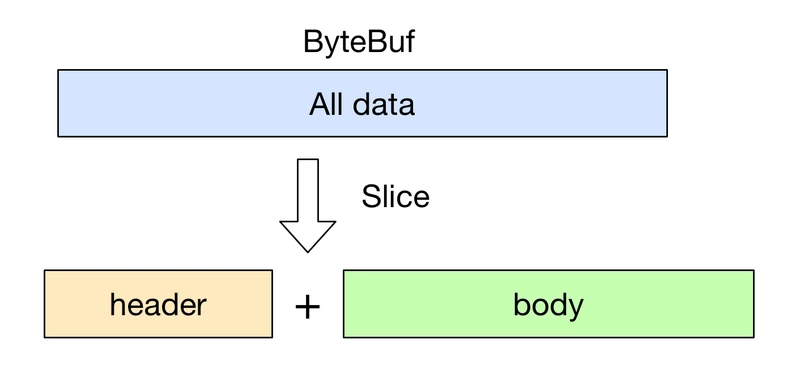 ByteBuf
All data
Slice
header + body